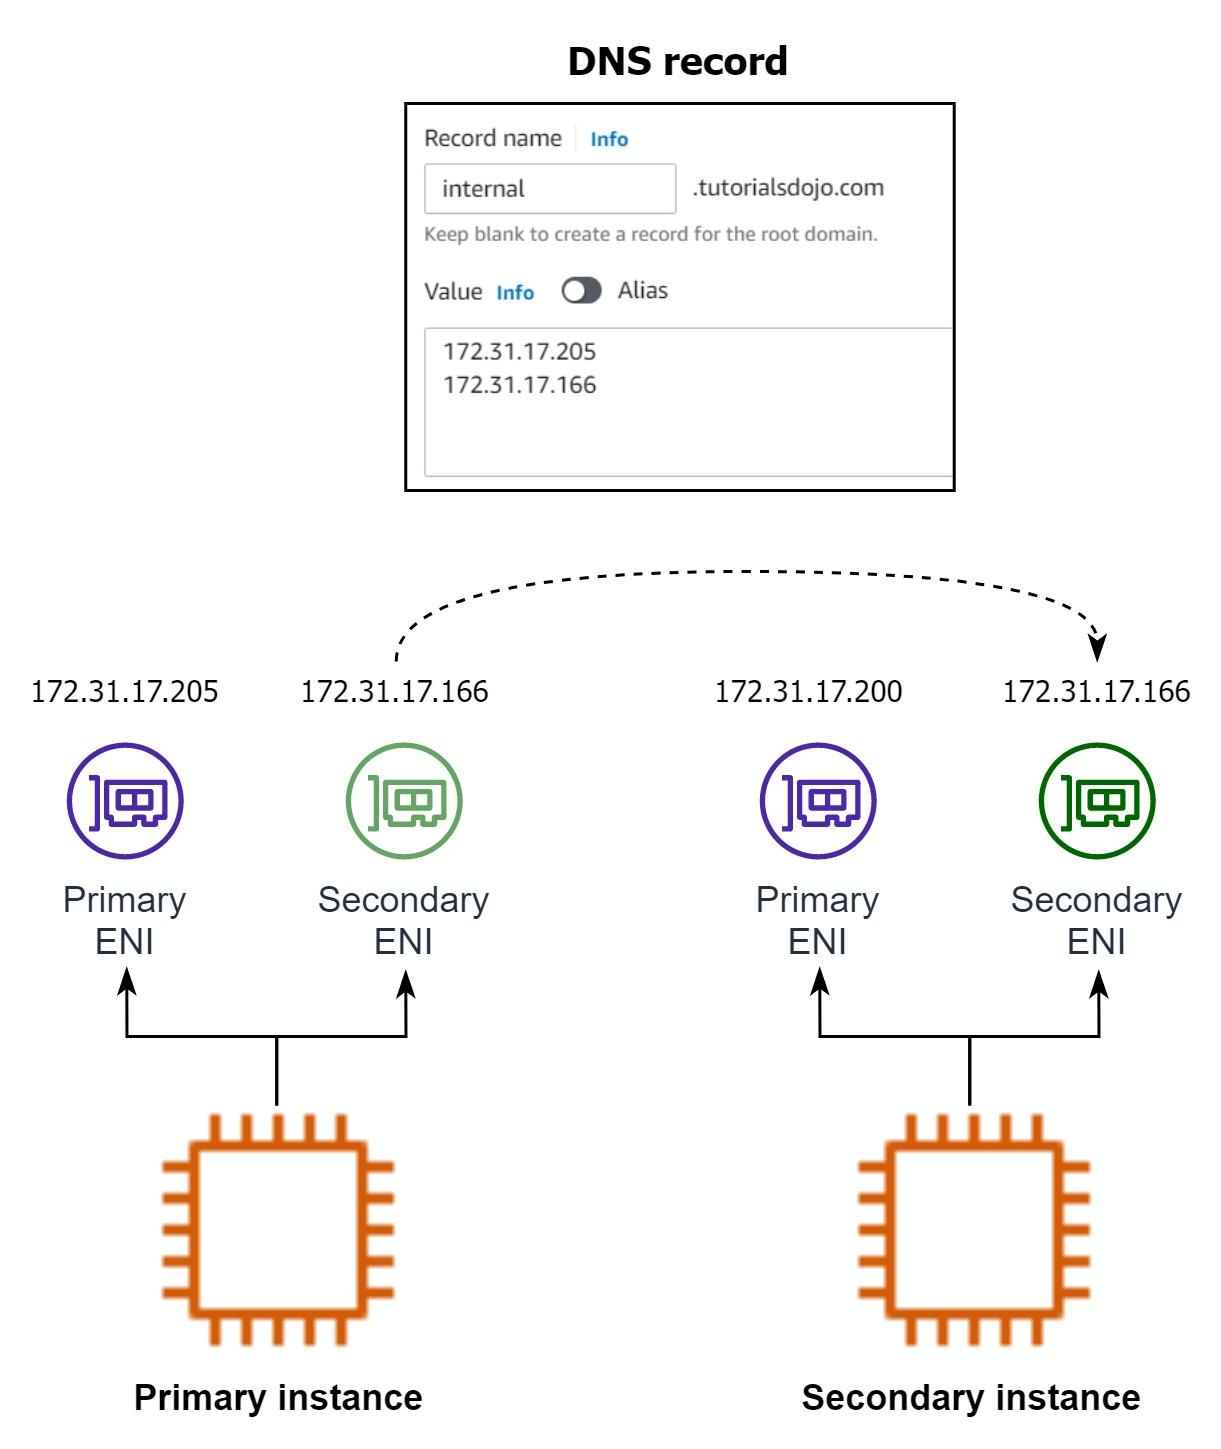 DNS record
Record name Info
internal .tutorialsdojo.com
Keep blank to create a record for the root domain.
Value Info Alias
172.31.17.205
172.31.17.166
172.31.17.205 172.31.17.166 172.31.17.200 172.31.17.166
Primary Secondary Primary Secondary
ENI ENI ENI ENI
Primary instance Secondary instance